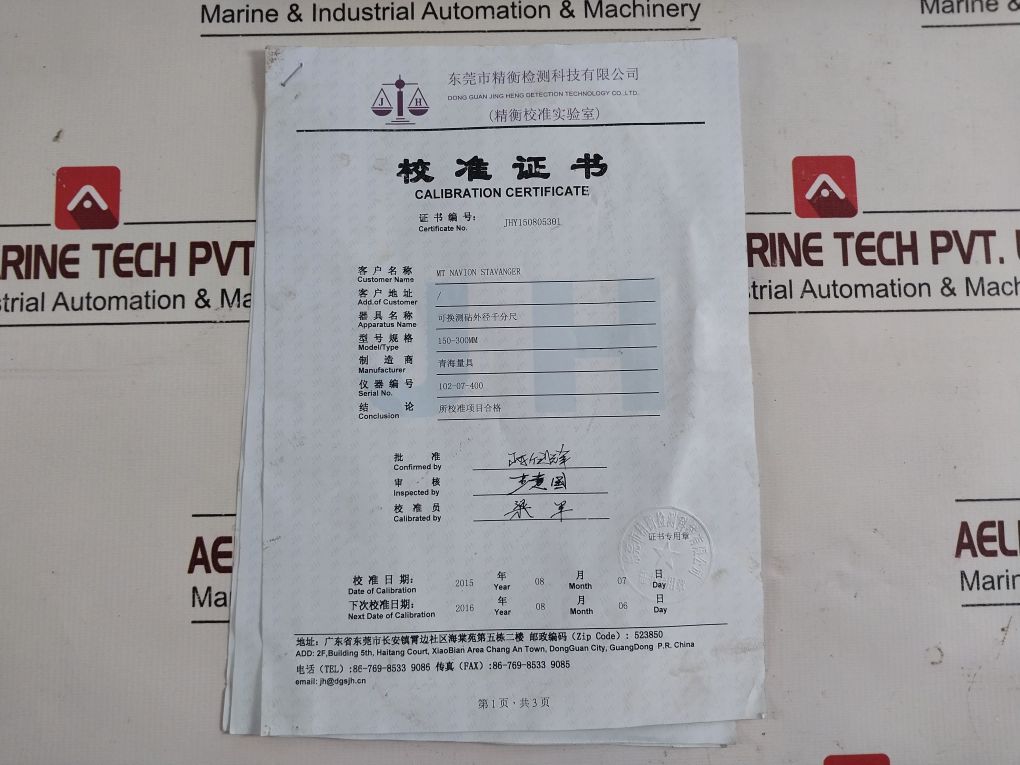 Marine & Industrial Automation & Machinery
Marine &
J H
东莞市精衡检测科技有限公司
DONG GUAN JING HENG DETECTION TECHNOLOGY CO.,LTD.
(精衡校准实验室)
校准证书
CALIBRATION CERTIFICATE
证书编号:
Certificate No. JHY150805301
客户名称 MT NAVION STAVANGER
Customer Name
客户地址 /
Add.of Customer
器具名称 可换测砧外径千分尺
Apparatus Name
型号规格 150-300MM
Model/Type
制造商 青海量具
Manufacturer
仪器编号 102-07-400
Serial No.
结论 所校准项目合格
Conclusion
批准
Confirmed by
审核
Inspected by
校准员
Calibrated by
证书专用章
校准日期: 2015 年 08 月 07 日
Date of Calibration Year Month Day
下次校准日期: 2016 年 08 月 06 日
Next Date of Calibration Year Month Day
地址:广东省东莞市长安镇霄边社区海棠苑第五栋二楼 邮政编码(Zip Code): 523850
ADD: 2F,Building 5th, Haitang Court, XiaoBian Area Chang An Town, DongGuan City, GuangDong P.R. China
电话(TEL):86-769-8533 9086 传真(FAX):86-769-8533 9085
email: jh@dgsjh.cn
第1页,共3页
RINE TECH PVT
strial Automation & Ma
ARINE TECH PVT. L
strial Automation & Mach
AE
Ma
AELI
Marin